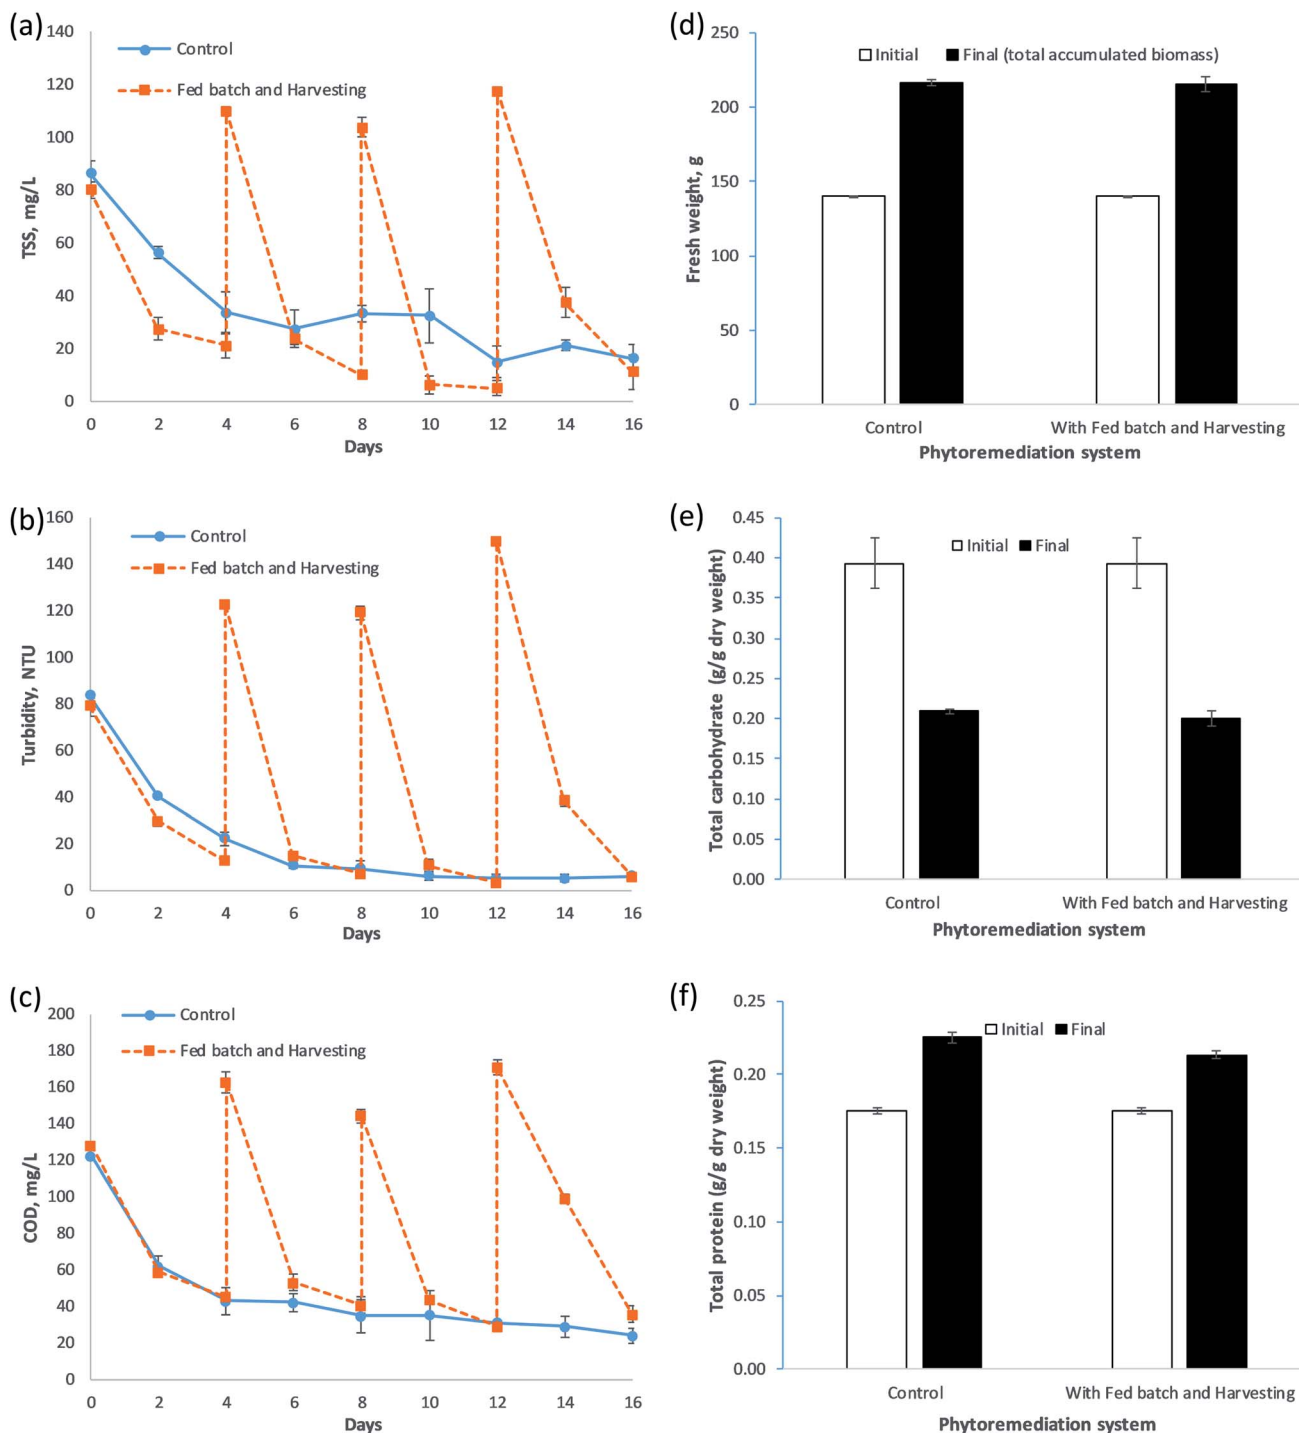 (a)
140
120
100
80
60
40
20
0
TSS, mg/L
Control
Fed batch and Harvesting
0 2 4 6 8 10 12 14 16
Days
(b)
160
140
120
100
80
60
40
20
0
Turbidity, NTU
Control
Fed batch and Harvesting
0 2 4 6 8 10 12 14 16
Days
(c)
200
180
160
140
120
100
80
60
40
20
0
COD, mg/L
Control
Fed batch and Harvesting
0 2 4 6 8 10 12 14 16
Days
(d)
250
200
150
100
50
0
Fresh weight, g
Initial Final (total accumulated biomass)
Control With Fed batch and Harvesting
Phytoremediation system
(e)
0.45
0.40
0.35
0.30
0.25
0.20
0.15
0.10
0.05
0.00
Total carbohydrate (g/g dry weight)
Initial Final
Control With Fed batch and Harvesting
Phytoremediation system
(f)
0.25
0.20
0.15
0.10
0.05
0.00
Total protein (g/g dry weight)
Initial Final
Control With Fed batch and Harvesting
Phytoremediation system